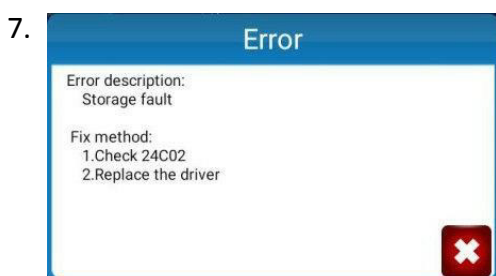 7.
Error
Error description:
Storage fault
Fix method:
1.Check 24C02
2.Replace the driver